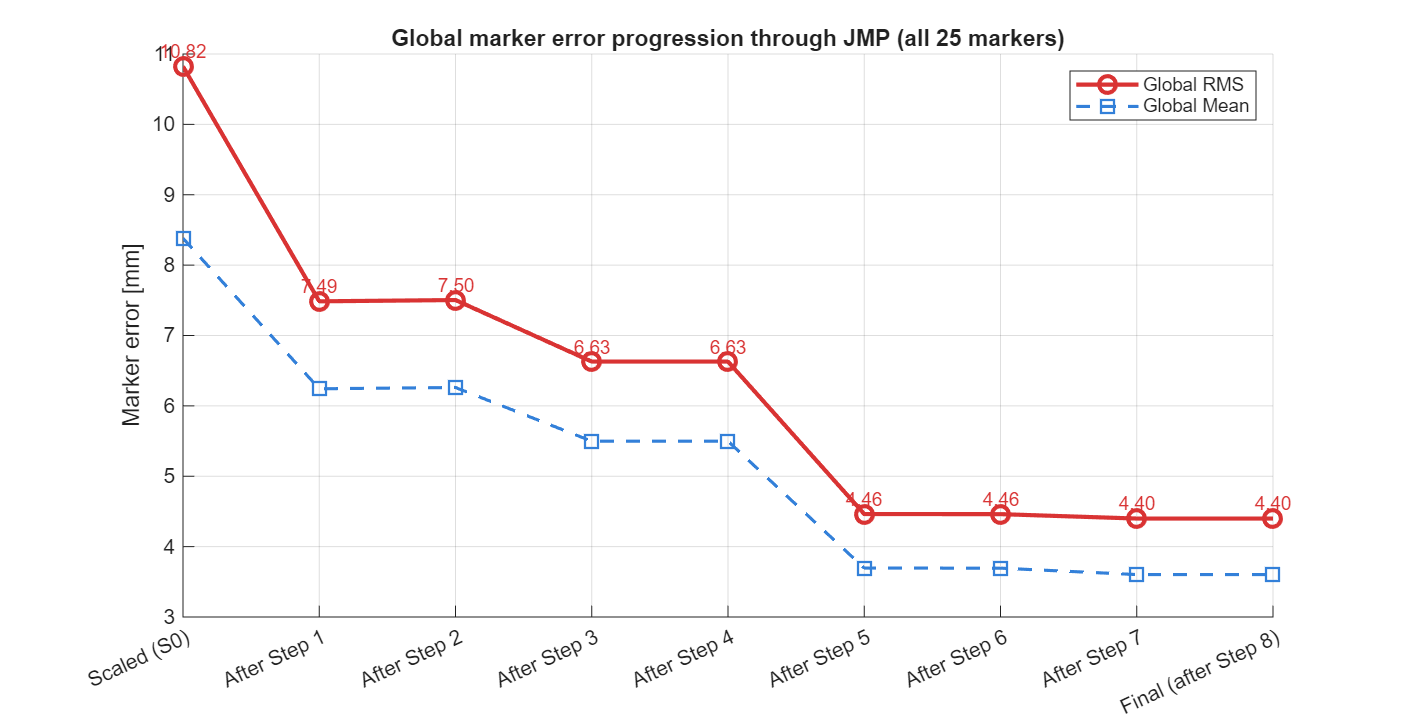 Global marker error progression through JMP (all 25 markers)
Global RMS
Global Mean
Marker error [mm]
11
10
9
8
7
6
5
4
3
10.82
7.49
7.50
6.63
6.63
4.46
4.46
4.40
4.40
Scaled (S0)
After Step 1
After Step 2
After Step 3
After Step 4
After Step 5
After Step 6
After Step 7
Final (after Step 8)